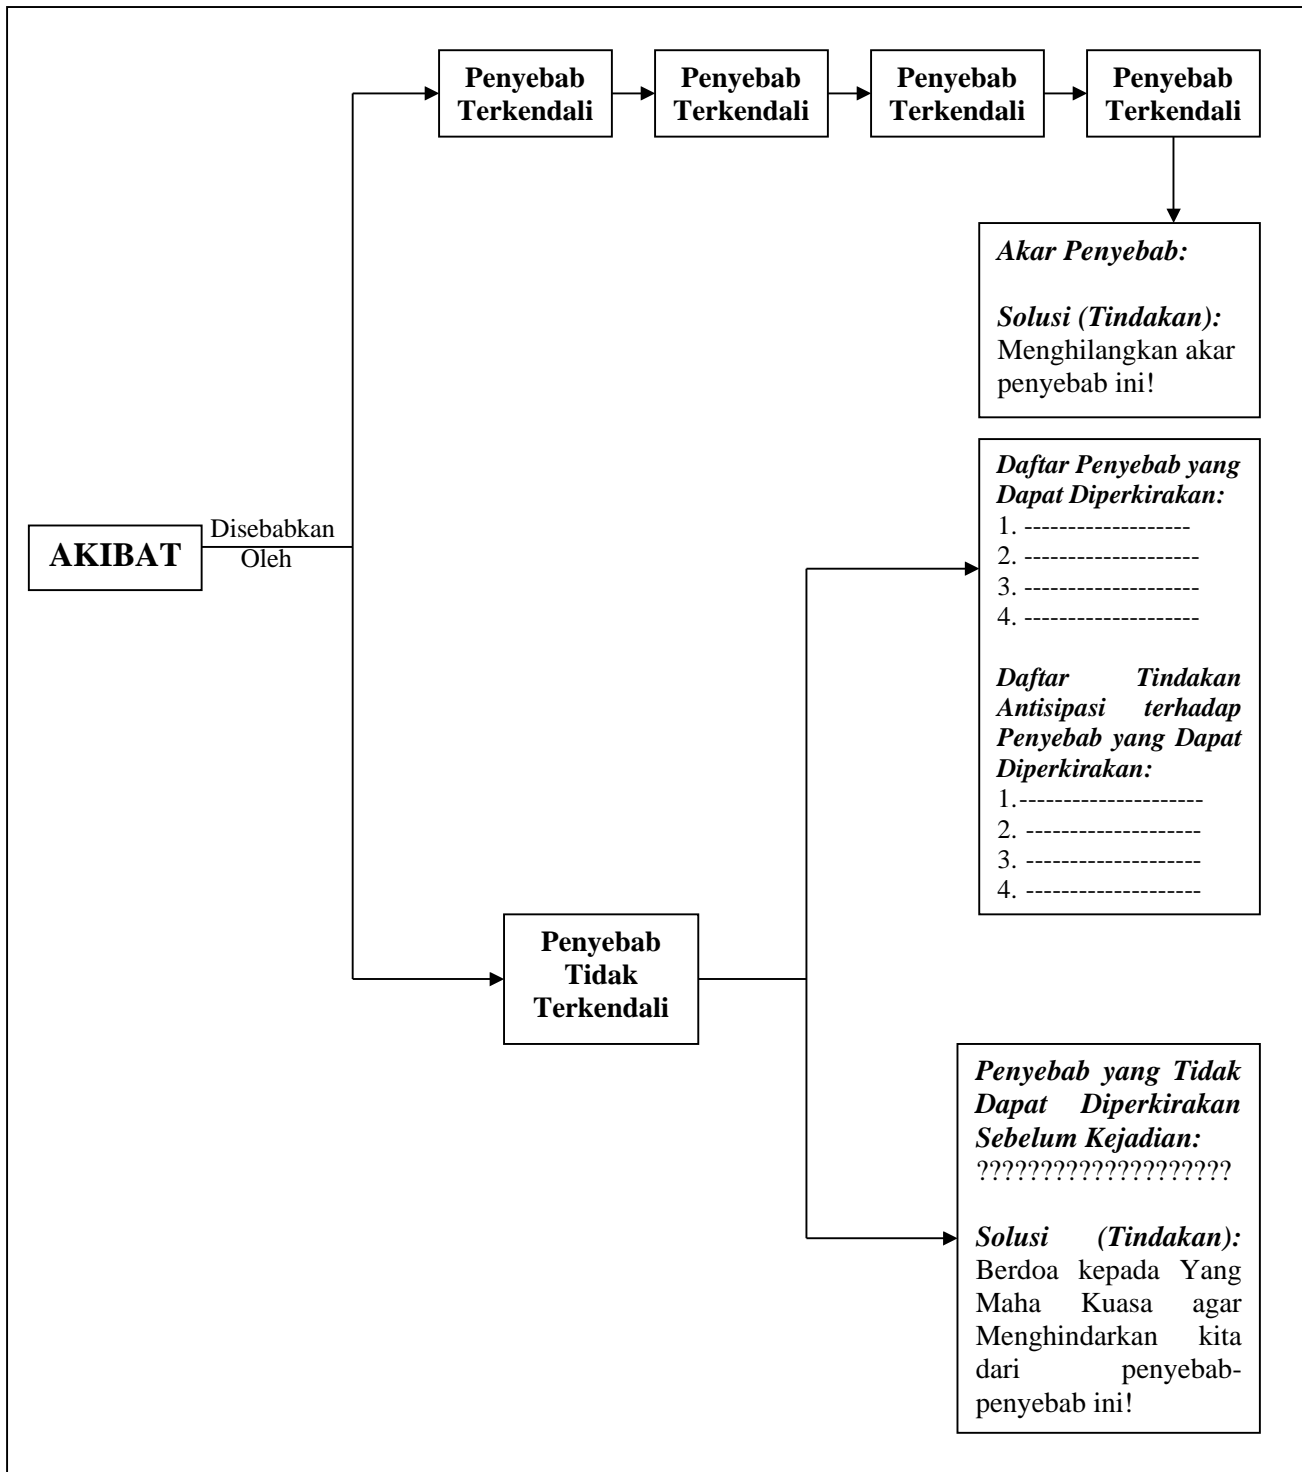 Penyebab
Terkendali
Penyebab
Terkendali
Penyebab
Terkendali
Penyebab
Terkendali
Akar Penyebab:
Solusi (Tindakan):
Menghilangkan akar
penyebab ini!
AKIBAT
Disebabkan
Oleh
Daftar Penyebab yang
Dapat Diperkirakan:
1. -------------------
2. --------------------
3. --------------------
4. --------------------
Daftar Tindakan
Antisipasi terhadap
Penyebab yang Dapat
Diperkirakan:
1.---------------------
2. --------------------
3. --------------------
4. --------------------
Penyebab
Tidak
Terkendali
Penyebab yang Tidak
Dapat Diperkirakan
Sebelum Kejadian:
????????????????????
Solusi (Tindakan):
Berdoa kepada Yang
Maha Kuasa agar
Menghindarkan kita
dari penyebab-
penyebab ini!